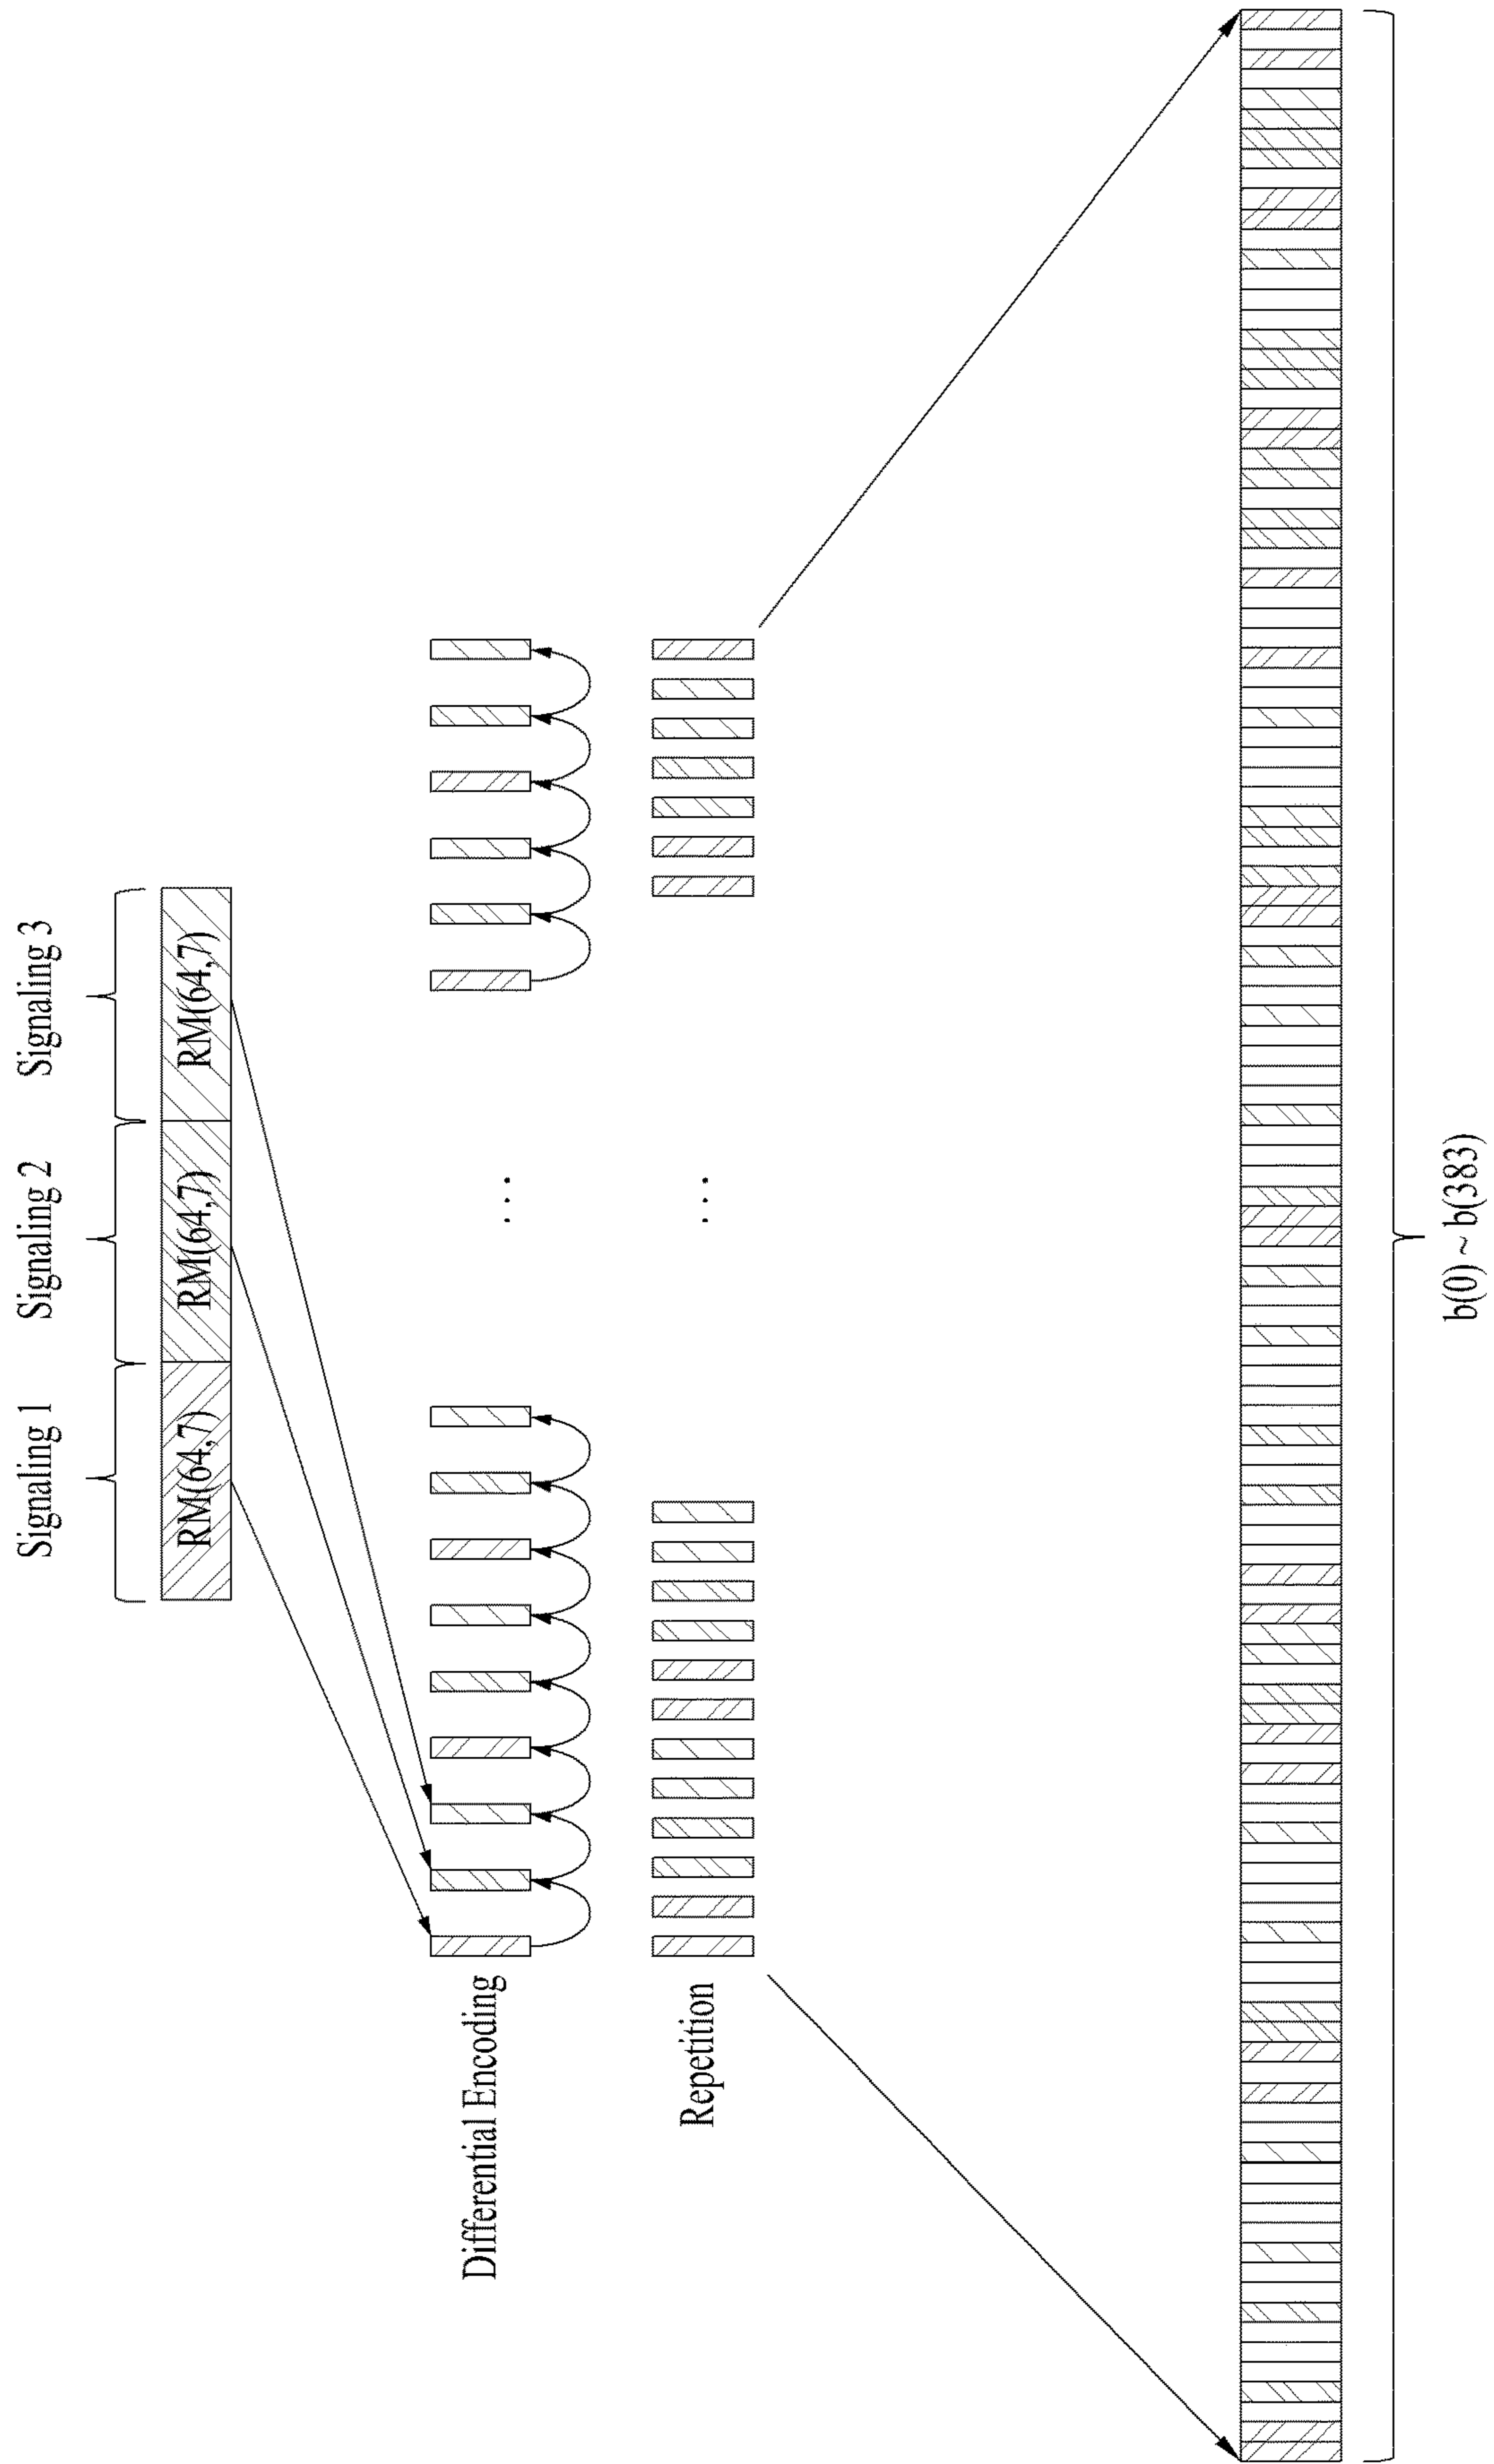 Signaling 1
Signaling 2
Signaling 3
RM(64,7)
RM(64,7)
RM(64,7)
Differential Encoding
...
Repetition
...
b(0) ~ b(383)